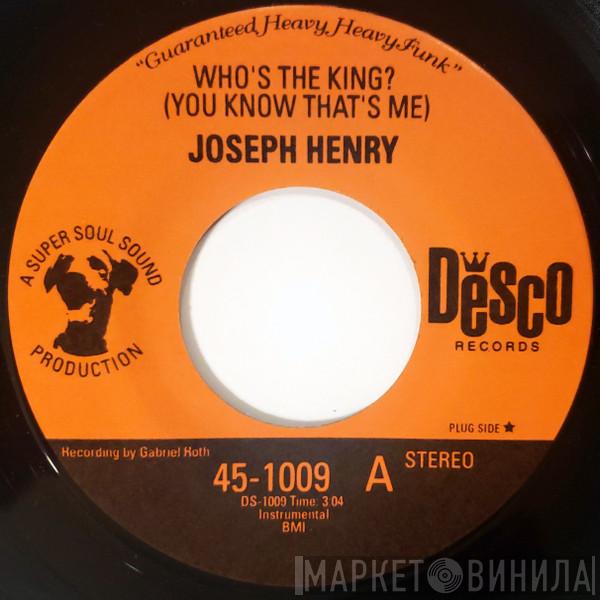 "Guaranteed Heavy, Heavy Funk"
WHO'S THE KING?
(YOU KNOW THAT'S ME)
JOSEPH HENRY
A SUPER SOUL SOUND
PRODUCTION
Desco
RECORDS
PLUG SIDE ★
Recording by Gabriel Roth
45-1009 A STEREO
DS-1009 Time: 3:04
Instrumental
BMI
МАРКЕТ ВИНИЛА